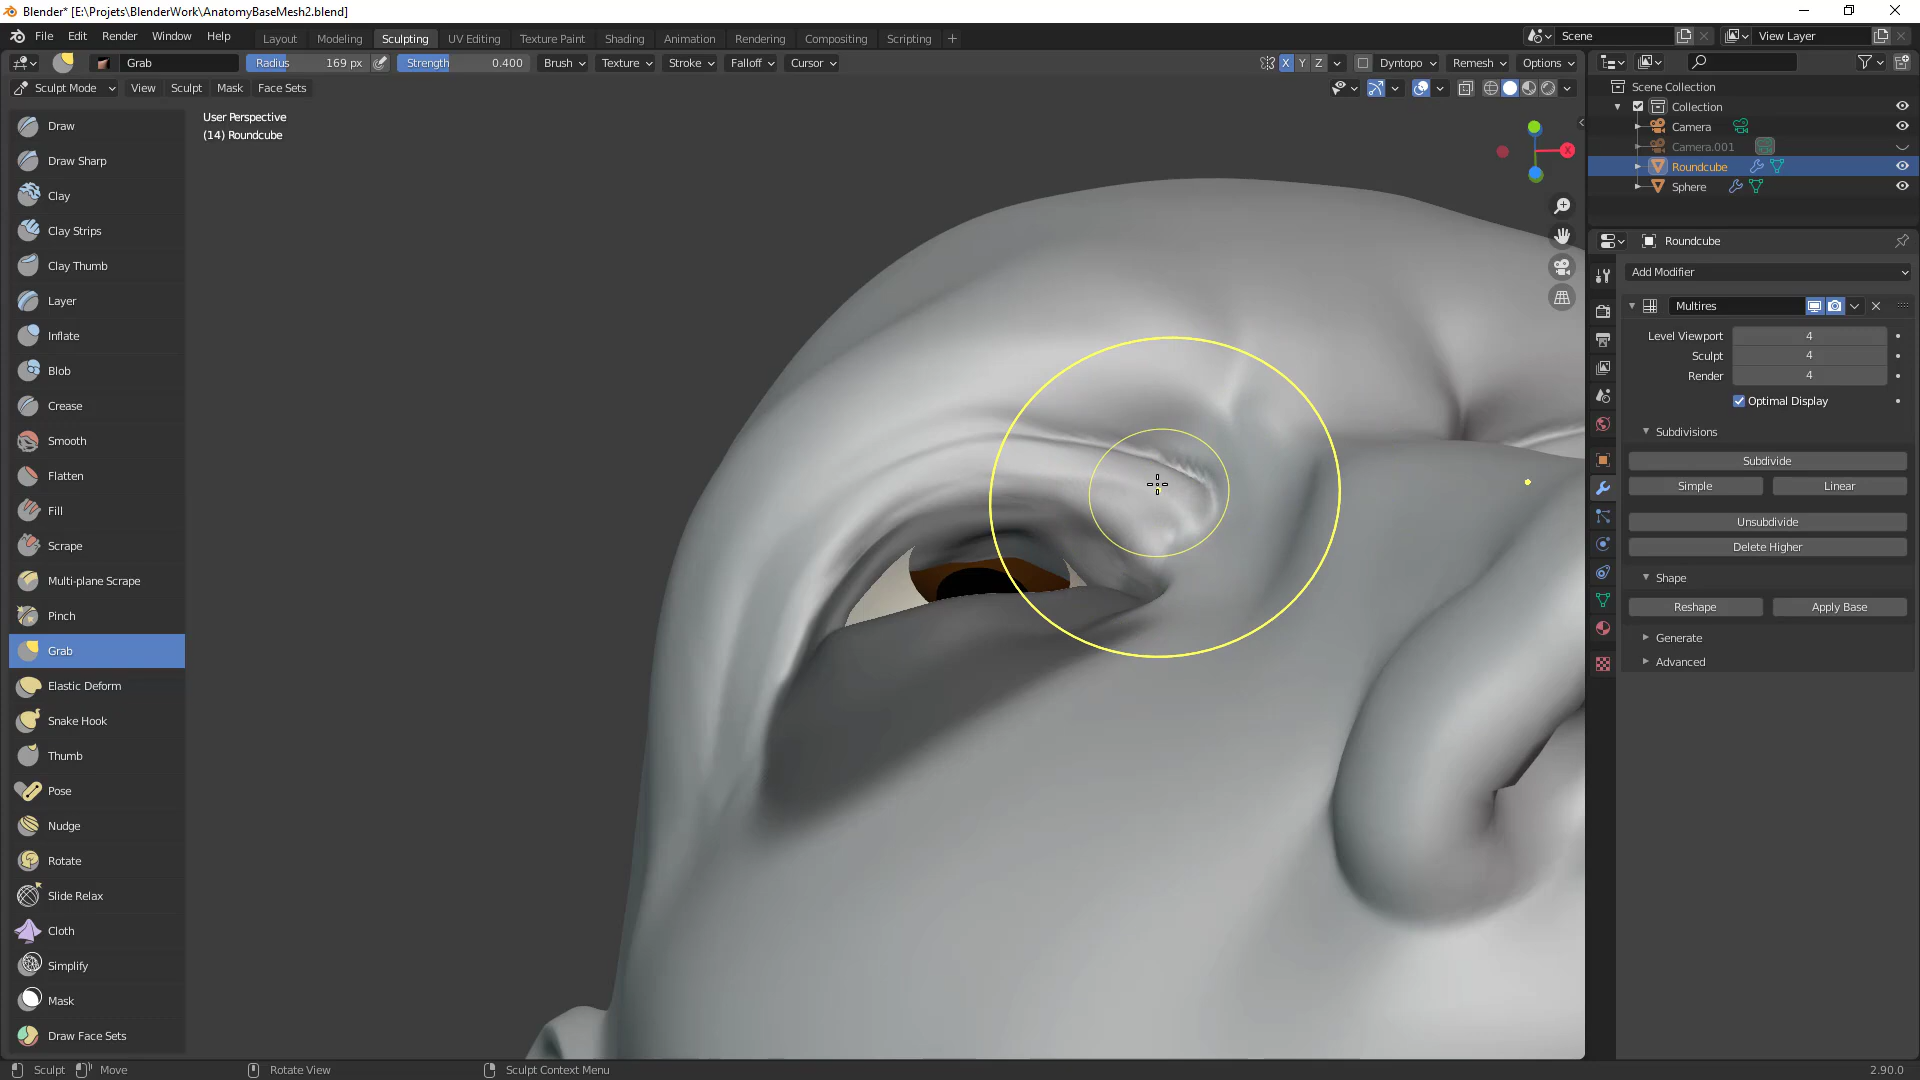 Blender* [E:\Projets\BlenderWork\AnatomyBaseMesh2.blend]
File Edit Render Window Help Layout Modeling Sculpting UV Editing Texture Paint Shading Animation Rendering Compositing Scripting + Scene View Layer
Grab Radius 169 px Strength 0.400 Brush Texture Stroke Falloff Cursor X Y Z Dyntopo Remesh Options
Sculpt Mode View Sculpt Mask Face Sets
User Perspective
(14) Roundcube
Draw
Draw Sharp
Clay
Clay Strips
Clay Thumb
Layer
Inflate
Blob
Crease
Smooth
Flatten
Fill
Scrape
Multi-plane Scrape
Pinch
Grab
Elastic Deform
Snake Hook
Thumb
Pose
Nudge
Rotate
Slide Relax
Cloth
Simplify
Mask
Draw Face Sets
X
Scene Collection
Collection
Camera
Camera.001
Roundcube
Sphere
Roundcube
Add Modifier
Multires
Level Viewport 4
Sculpt 4
Render 4
Optimal Display
Subdivisions
Subdivide
Simple Linear
Unsubdivide
Delete Higher
Shape
Reshape Apply Base
Generate
Advanced
Sculpt Move Rotate View Sculpt Context Menu 2.90.0